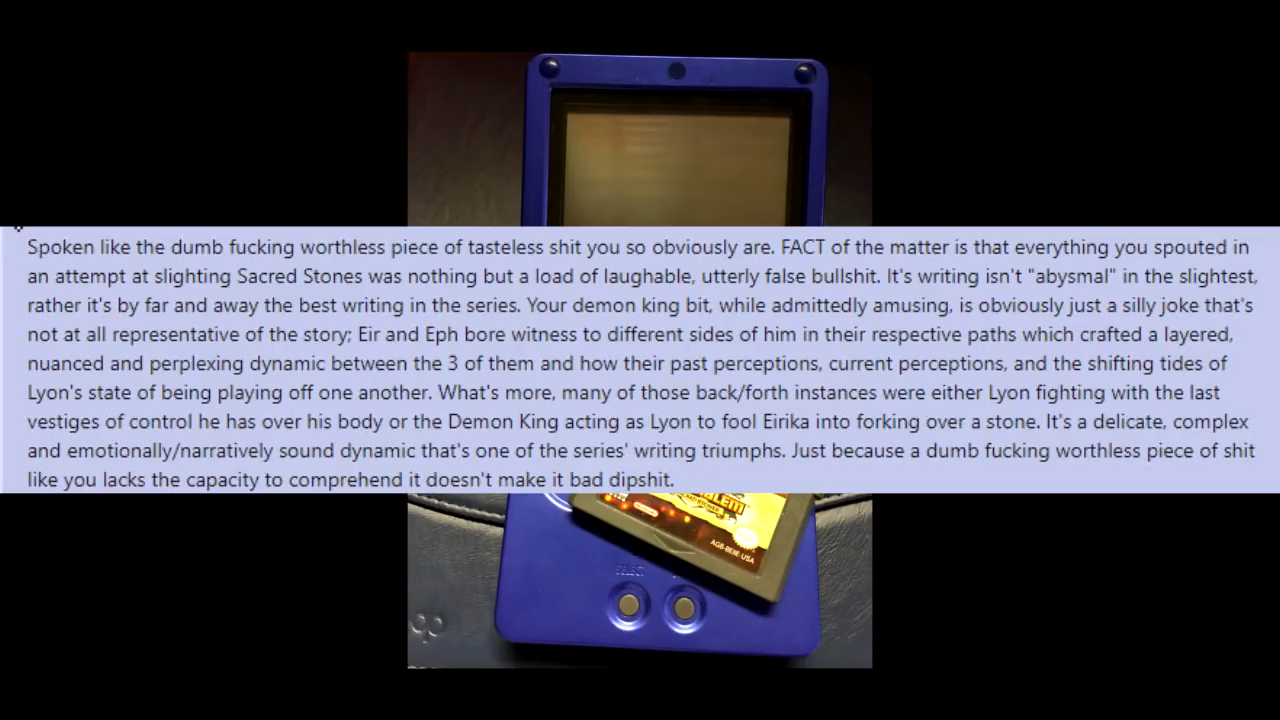 Spoken like the dumb fucking worthless piece of tasteless shit you so obviously are. FACT of the matter is that everything you spouted in
an attempt at slighting Sacred Stones was nothing but a load of laughable, utterly false bullshit. It's writing isn't "abysmal" in the slightest,
rather it's by far and away the best writing in the series. Your demon king bit, while admittedly amusing, is obviously just a silly joke that's
not at all representative of the story; Eir and Eph bore witness to different sides of him in their respective paths which crafted a layered,
nuanced and perplexing dynamic between the 3 of them and how their past perceptions, current perceptions, and the shifting tides of
Lyon's state of being playing off one another. What's more, many of those back/forth instances were either Lyon fighting with the last
vestiges of control he has over his body or the Demon King acting as Lyon to fool Eirika into forking over a stone. It's a delicate, complex
and emotionally/narratively sound dynamic that's one of the series' writing triumphs. Just because a dumb fucking worthless piece of shit
like you lacks the capacity to comprehend it doesn't make it bad dipshit.
Nintendo
AGB-BE8E-USA
SELECT